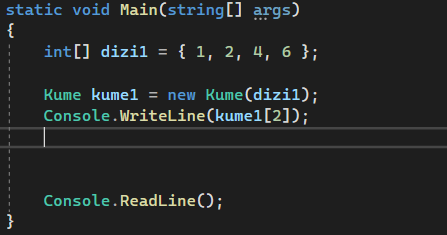 static void Main(string[] args)
{
int[] dizi1 = { 1, 2, 4, 6 };
Kume kume1 = new Kume(dizi1);
Console.WriteLine(kume1[2]);
Console.ReadLine();
}